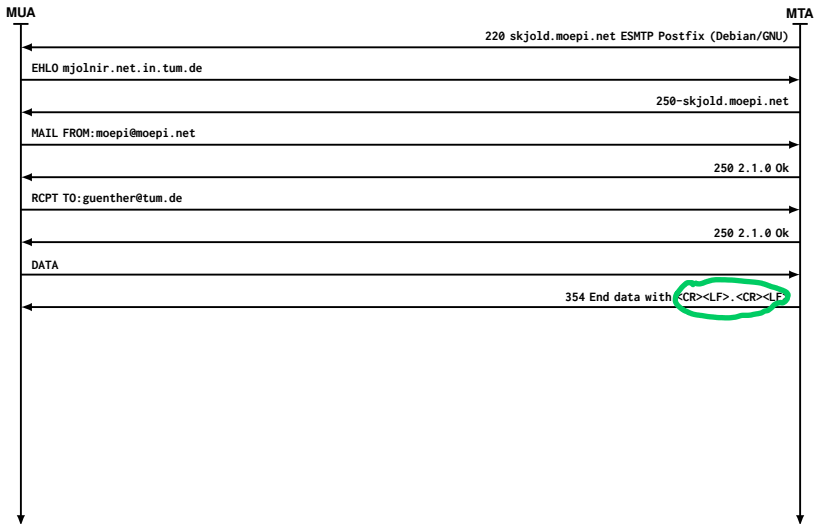 MUA
MTA
220 skjold.moepi.net ESMTP Postfix (Debian/GNU)
EHLO mjolnir.net.in.tum.de
250-skjold.moepi.net
MAIL FROM:moepi@moepi.net
250 2.1.0 Ok
RCPT TO:guenther@tum.de
250 2.1.0 Ok
DATA
354 End data with <CR><LF>.<CR><LF>